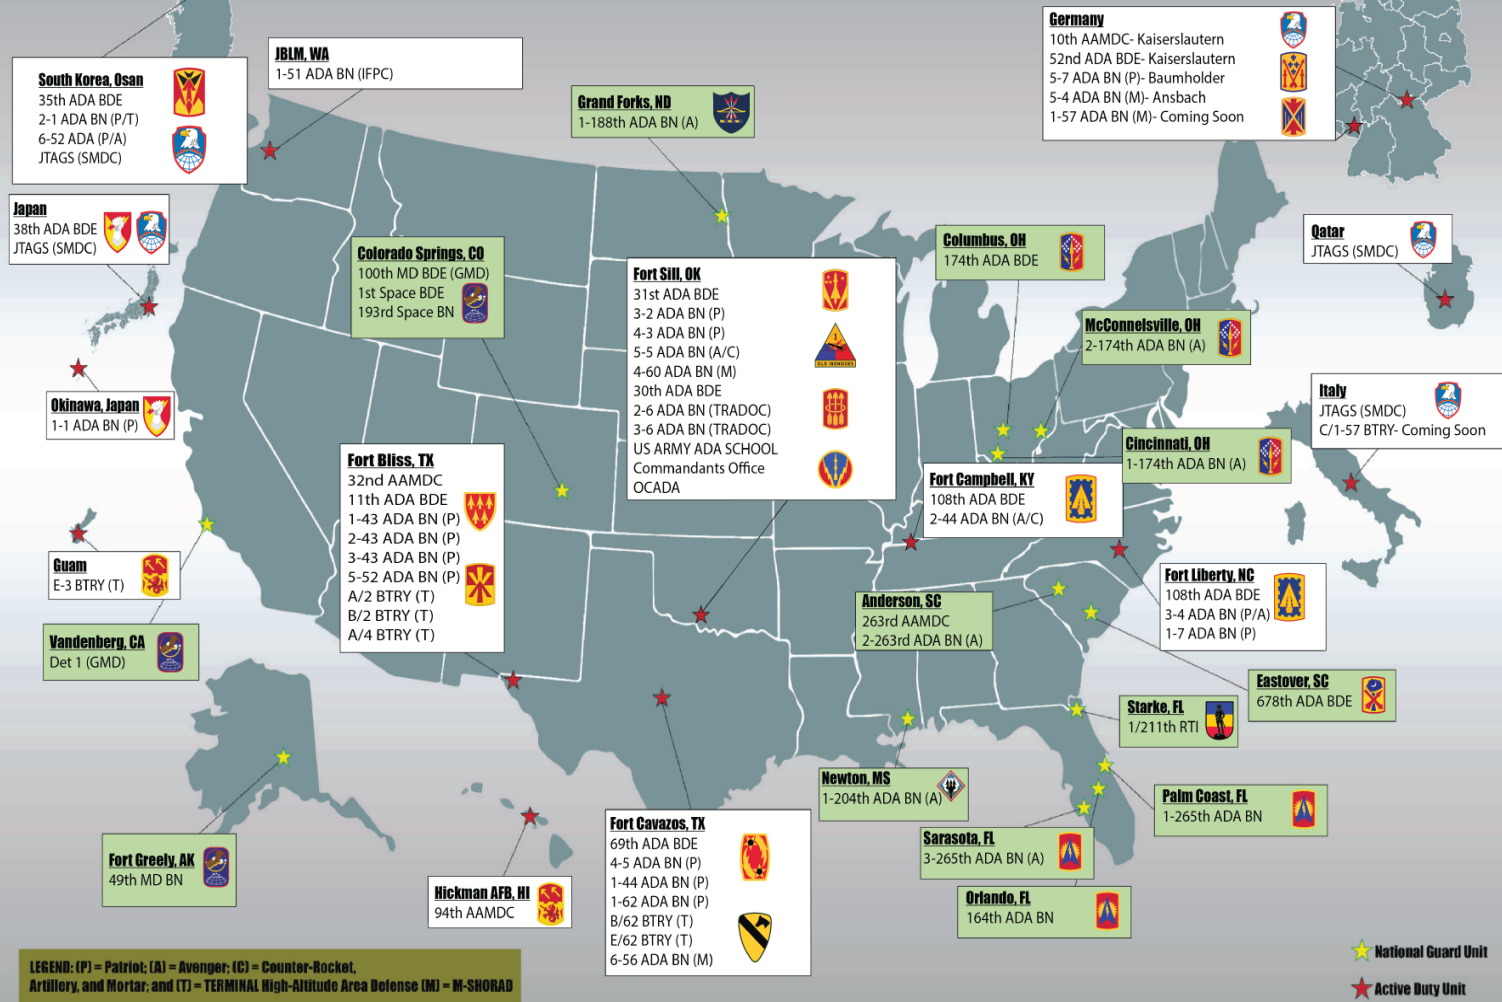 South Korea, Osan
35th ADA BDE
2-1 ADA BN (P/T)
6-52 ADA (P/A)
JTAGS (SMDC)
JBLM, WA
1-51 ADA BN (IFPC)
Grand Forks, ND
1-188th ADA BN (A)
Germany
10th AAMDC- Kaiserslautern
52nd ADA BDE- Kaiserslautern
5-7 ADA BN (P)- Baumholder
5-4 ADA BN (M)- Ansbach
1-57 ADA BN (M)- Coming Soon
Japan
38th ADA BDE
JTAGS (SMDC)
Colorado Springs, CO
100th MD BDE (GMD)
1st Space BDE
193rd Space BN
Fort Sill, OK
31st ADA BDE
3-2 ADA BN (P)
4-3 ADA BN (P)
5-5 ADA BN (A/C)
4-60 ADA BN (M)
30th ADA BDE
2-6 ADA BN (TRADOC)
3-6 ADA BN (TRADOC)
US ARMY ADA SCHOOL
Commandants Office
OCADA
1
OLD IRONSIDES
Columbus, OH
174th ADA BDE
Qatar
JTAGS (SMDC)
McConnelsville, OH
2-174th ADA BN (A)
Okinawa, Japan
1-1 ADA BN (P)
Italy
JTAGS (SMDC)
C/1-57 BTRY- Coming Soon
Cincinnati, OH
1-174th ADA BN (A)
Fort Bliss, TX
32nd AAMDC
11th ADA BDE
1-43 ADA BN (P)
2-43 ADA BN (P)
3-43 ADA BN (P)
5-52 ADA BN (P)
A/2 BTRY (T)
B/2 BTRY (T)
A/4 BTRY (T)
Fort Campbell, KY
108th ADA BDE
2-44 ADA BN (A/C)
Guam
E-3 BTRY (T)
Fort Liberty, NC
108th ADA BDE
3-4 ADA BN (P/A)
1-7 ADA BN (P)
Anderson, SC
263rd AAMDC
2-263rd ADA BN (A)
Vandenberg, CA
Det 1 (GMD)
Eastover, SC
678th ADA BDE
Starke, FL
1/211th RTI
Newton, MS
1-204th ADA BN (A)
Palm Coast, FL
1-265th ADA BN
Fort Cavazos, TX
69th ADA BDE
4-5 ADA BN (P)
1-44 ADA BN (P)
1-62 ADA BN (P)
B/62 BTRY (T)
E/62 BTRY (T)
6-56 ADA BN (M)
Sarasota, FL
3-265th ADA BN (A)
Fort Greely, AK
49th MD BN
Hickman AFB, HI
94th AAMDC
Orlando, FL
164th ADA BN
LEGEND: (P) = Patriot; (A) = Avenger; (C) = Counter-Rocket,
Artillery, and Mortar; and (T) = TERMINAL High-Altitude Area Defense (M) = M-SHORAD
National Guard Unit
Active Duty Unit